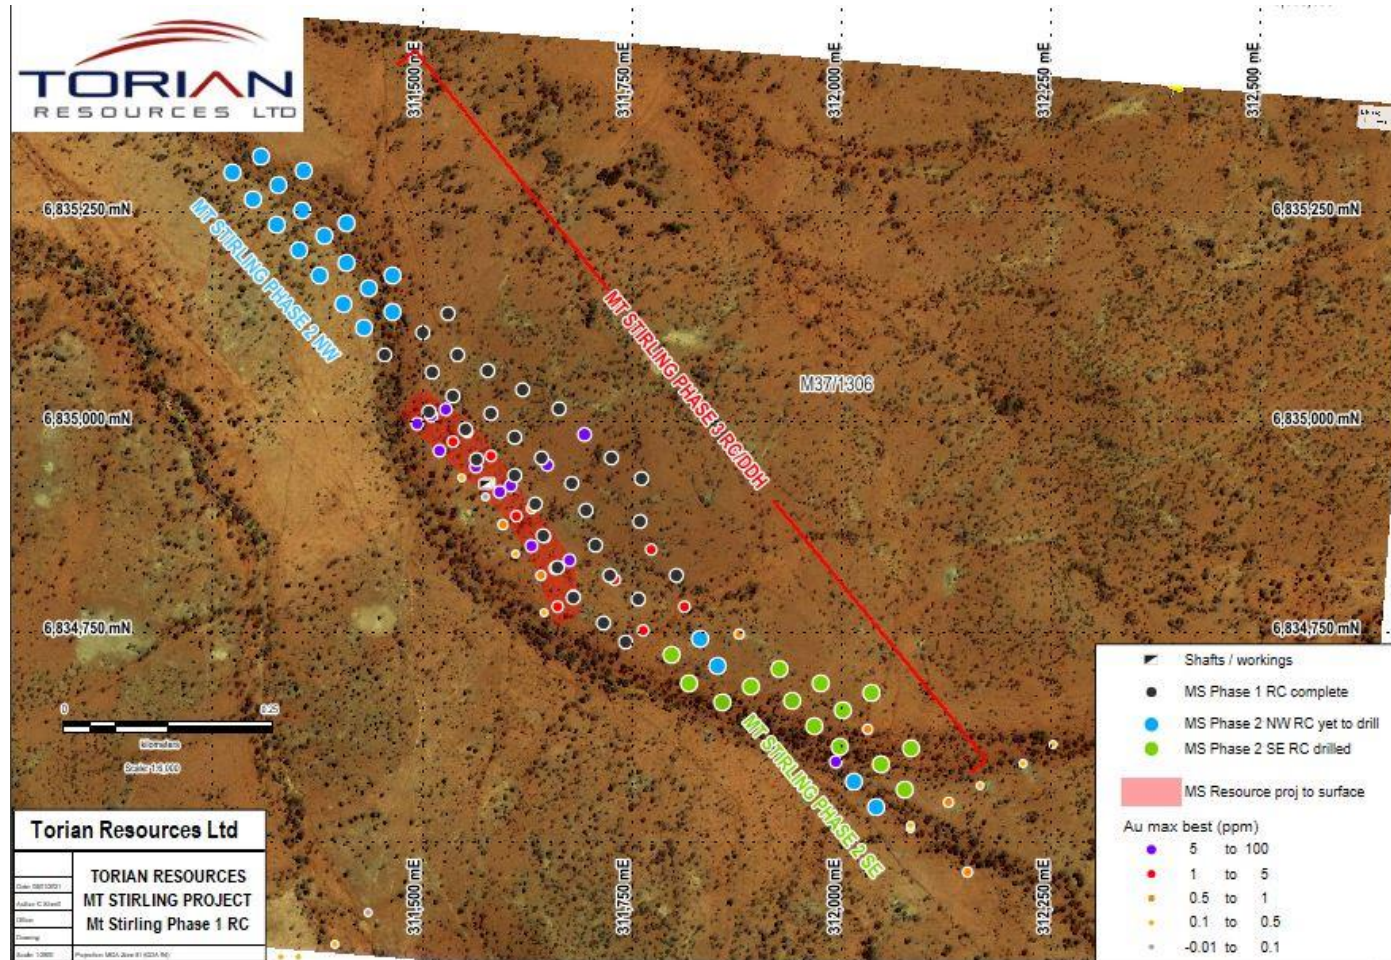 TORIAN
RESOURCES LTD
311,500 mE
311,750 mE
312,000 mE
312,250 mE
312,500 mE
6,835,250 mN
6,835,250 mN
MT STIRLING PHASE 2 NW
MT STIRLING PHASE 3 RC/DDH
M37/1306
6,835,000 mN
6,835,000 mN
6,834,750 mN
6,834,750 mN
MT STIRLING PHASE 2 SE
0
0.25
kilometers
Scale: 1:5,000
311,500 mE
311,750 mE
312,000 mE
312,250 mE
Shafts / workings
MS Phase 1 RC complete
MS Phase 2 NW RC yet to drill
MS Phase 2 SE RC drilled
MS Resource proj to surface
Au max best (ppm)
5 to 100
1 to 5
0.5 to 1
0.1 to 0.5
-0.01 to 0.1
Torian Resources Ltd
TORIAN RESOURCES
MT STIRLING PROJECT
Mt Stirling Phase 1 RC
Office:
Drawing: